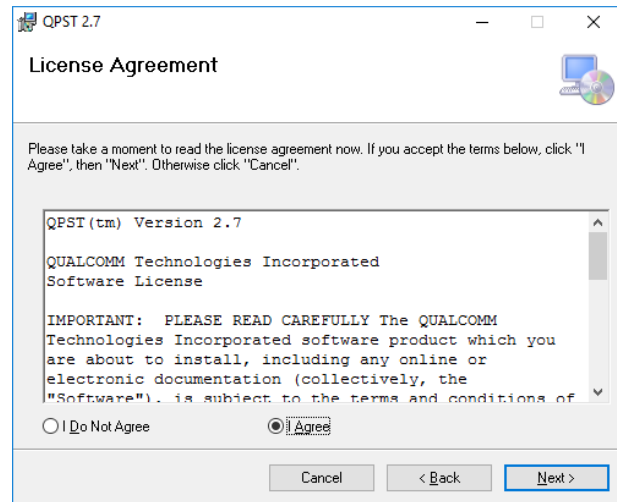 QPST 2.7
License Agreement
Please take a moment to read the license agreement now. If you accept the terms below, click "I
Agree", then "Next". Otherwise click "Cancel".
QPST(tm) Version 2.7
QUALCOMM Technologies Incorporated
Software License
IMPORTANT:  PLEASE READ CAREFULLY The QUALCOMM
Technologies Incorporated software product which you
are about to install, including any online or
electronic documentation (collectively, the
"Software"), is subject to the terms and conditions of
I Do Not Agree
I Agree
Cancel
< Back
Next >